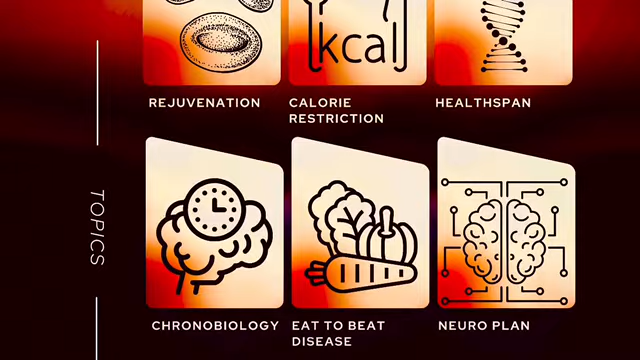 kcal
REJUVENATION
CALORIE
RESTRICTION
HEALTHSPAN
TOPICS
CHRONOBIOLOGY
EAT TO BEAT
DISEASE
NEURO PLAN